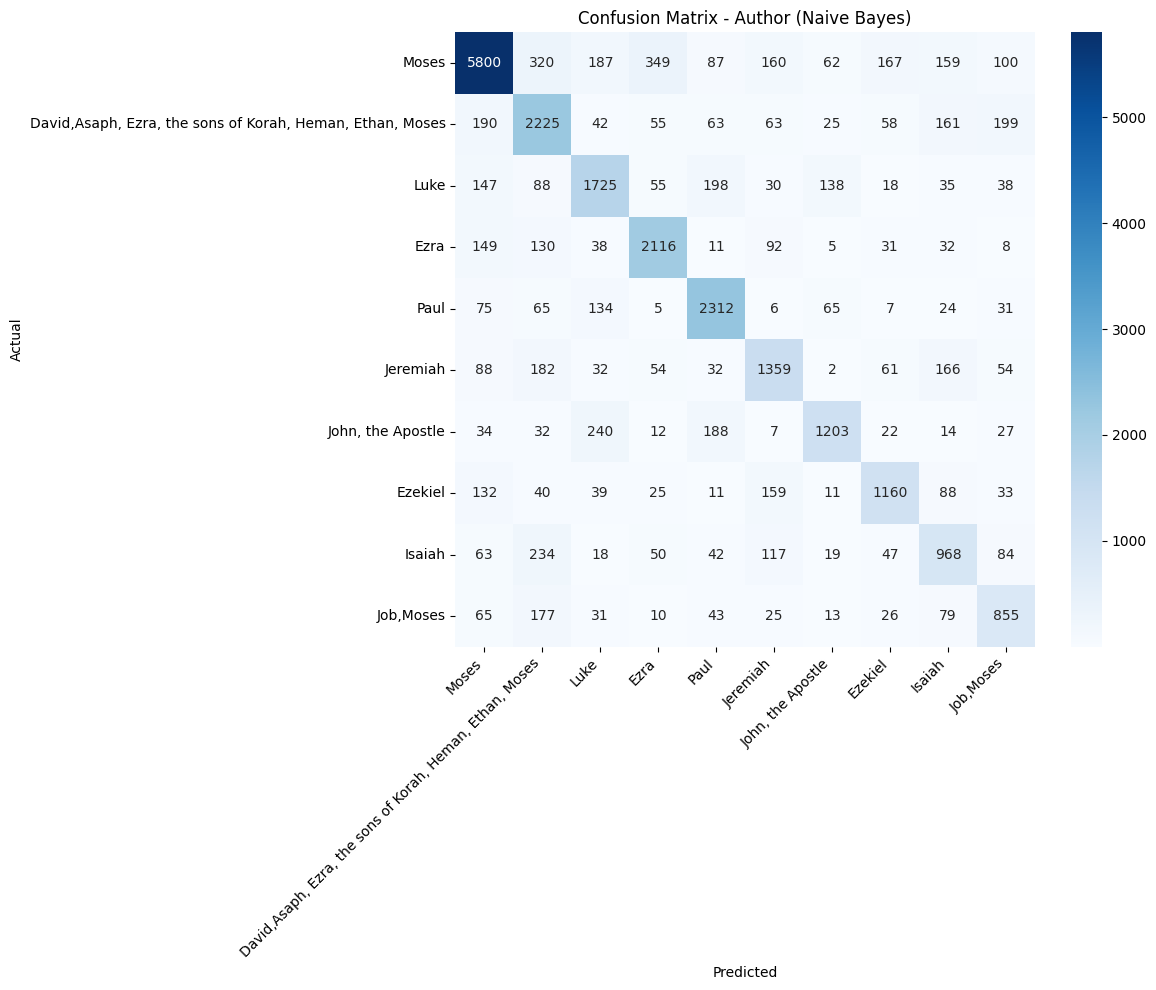 Confusion Matrix - Author (Naive Bayes)
Actual
Moses 5800 320 187 349 87 160 62 167 159 100
David,Asaph, Ezra, the sons of Korah, Heman, Ethan, Moses 190 2225 42 55 63 63 25 58 161 199
Luke 147 88 1725 55 198 30 138 18 35 38
Ezra 149 130 38 2116 11 92 5 31 32 8
Paul 75 65 134 5 2312 6 65 7 24 31
Jeremiah 88 182 32 54 32 1359 2 61 166 54
John, the Apostle 34 32 240 12 188 7 1203 22 14 27
Ezekiel 132 40 39 25 11 159 11 1160 88 33
Isaiah 63 234 18 50 42 117 19 47 968 84
Job,Moses 65 177 31 10 43 25 13 26 79 855
Moses
David,Asaph, Ezra, the sons of Korah, Heman, Ethan, Moses
Luke
Ezra
Paul
Jeremiah
John, the Apostle
Ezekiel
Isaiah
Job,Moses
Predicted
5000
4000
3000
2000
1000